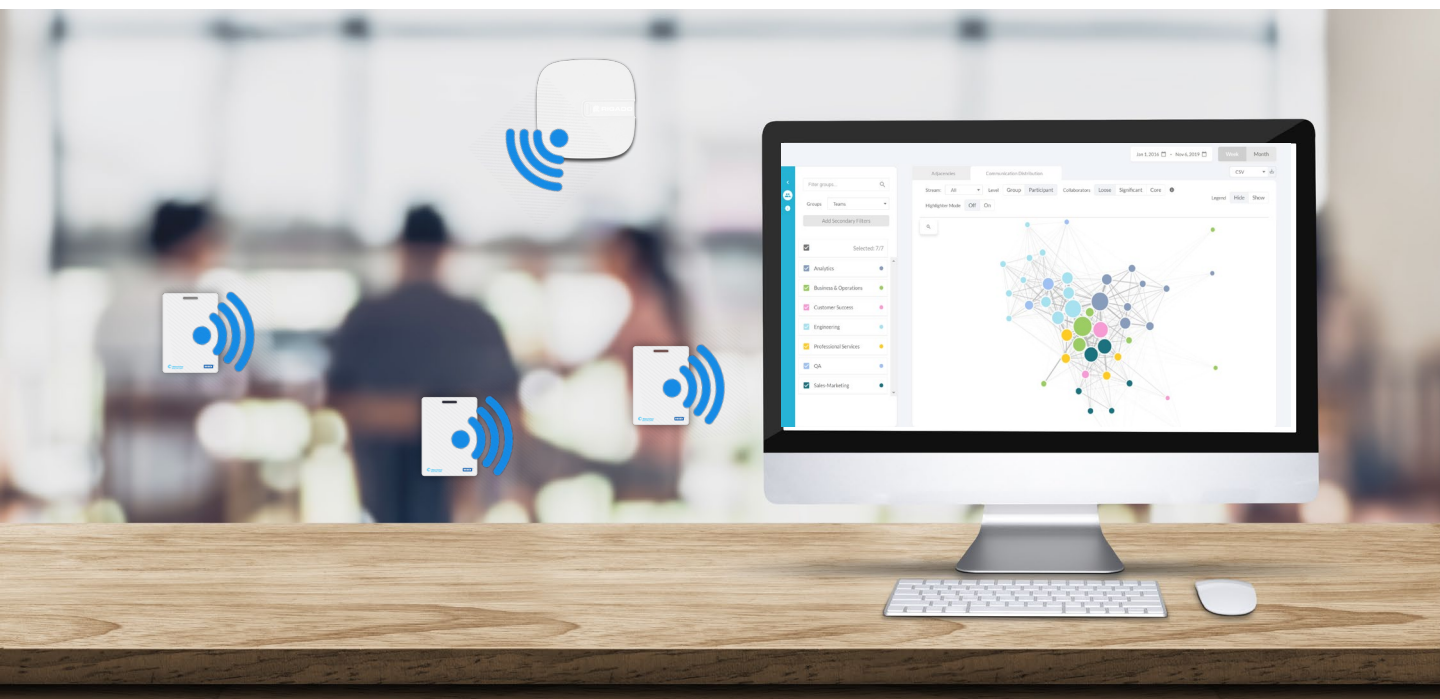 Jan 1, 2016 - Nov 6, 2019
Week Month
Adjacencies Communication Distribution
CSV
Filter groups...
Stream All Level Group Participant Collaborators Loose Significant Core
Legend Hide Show
Groups Teams
Highlighter Mode Off On
Add Secondary Filters
Selected 7/7
Analytics
Business & Operations
Customer Success
Engineering
Professional Services
QA
Sales-Marketing